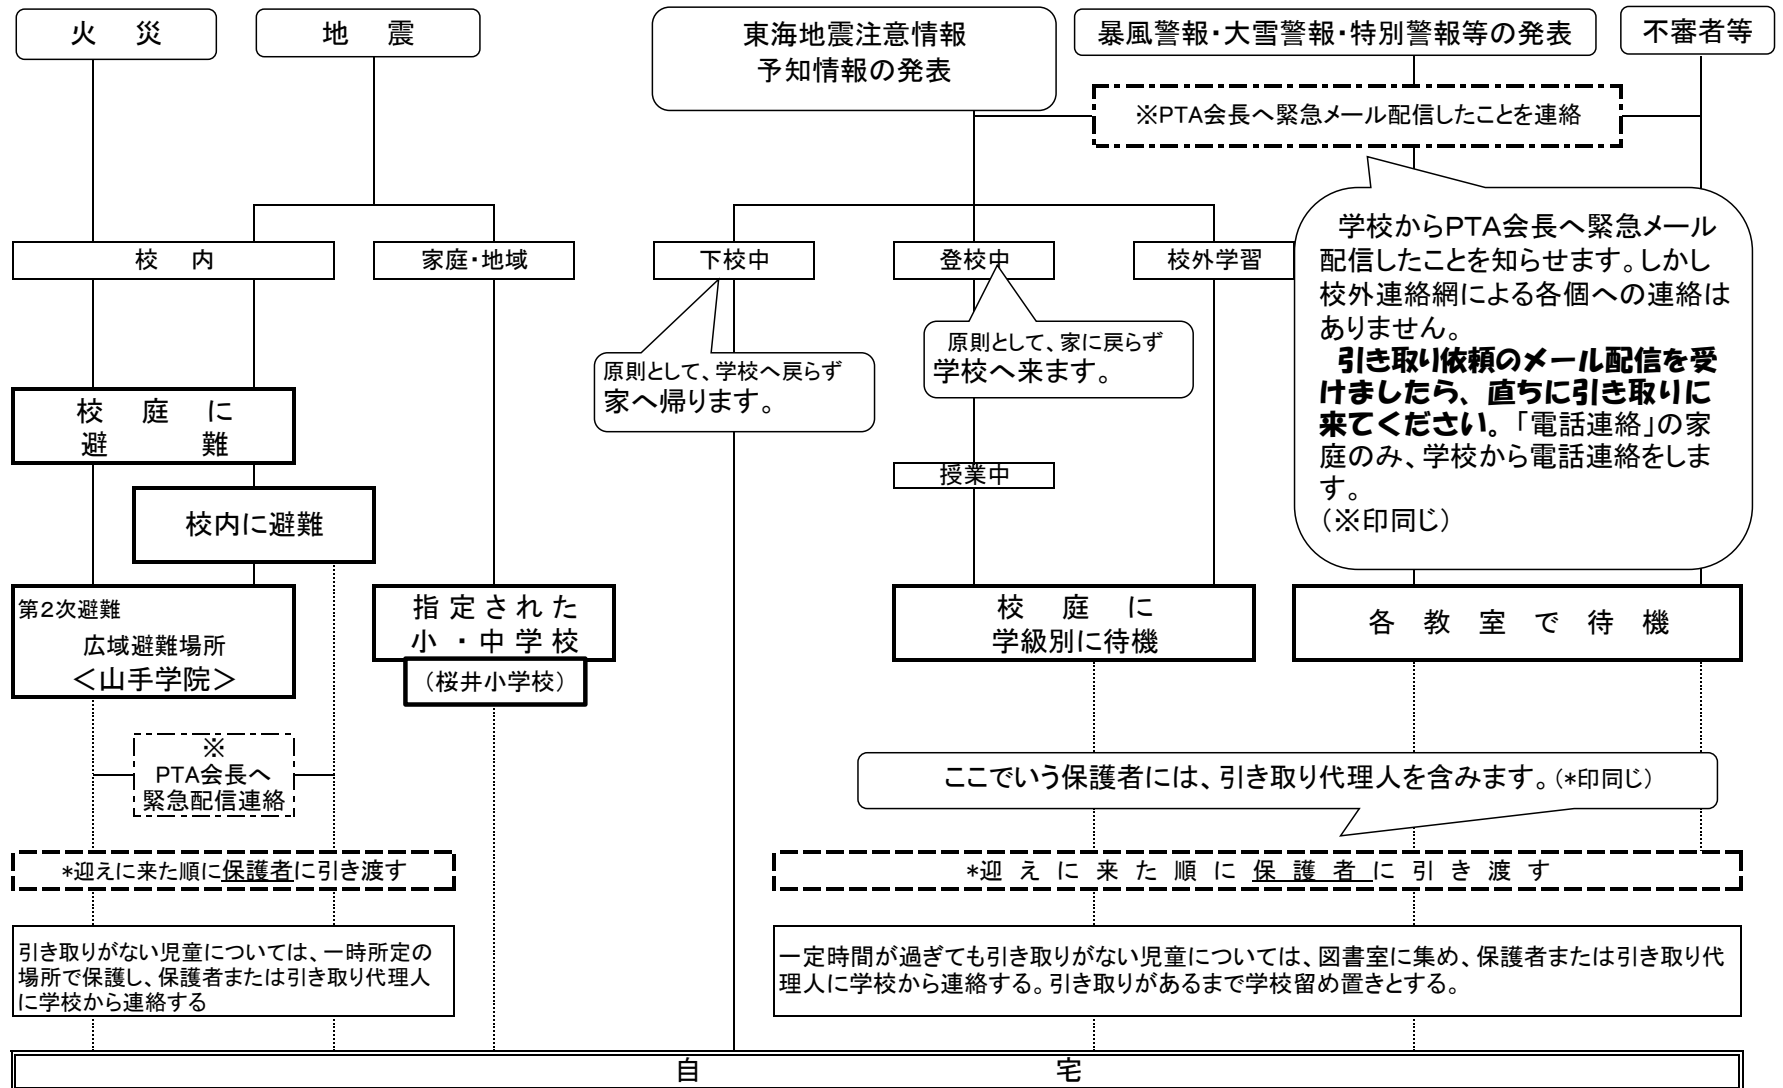 火　災
地　震
東海地震注意情報
予知情報の発表
暴風警報・大雪警報・特別警報等の発表
不審者等
※PTA会長へ緊急メール配信したことを連絡
学校からPTA会長へ緊急メール
配信したことを知らせます。しかし
校外連絡網による各個への連絡は
ありません。
引き取り依頼のメール配信を受
けましたら、直ちに引き取りに
来てください。「電話連絡」の家
庭のみ、学校から電話連絡をしま
す。
（※印同じ）
校　内
家庭・地域
下校中
登校中
校外学習
原則として、学校へ戻らず
家へ帰ります。
原則として、家に戻らず
学校へ来ます。
校　庭　に
避　　　難
授業中
校内に避難
第２次避難
広域避難場所
＜山手学院＞
指定された
小・中学校
（桜井小学校）
校　庭　に
学級別に待機
各　教　室　で　待　機
※
PTA会長へ
緊急配信連絡
ここでいう保護者には、引き取り代理人を含みます。（*印同じ）
*迎えに来た順に保護者に引き渡す
*迎えに来た順に保護者に引き渡す
引き取りがない児童については、一時所定の
場所で保護し、保護者または引き取り代理人
に学校から連絡する
一定時間が過ぎても引き取りがない児童については、図書室に集め、保護者または引き取り代
理人に学校から連絡する。引き取りがあるまで学校留め置きとする。
自　宅